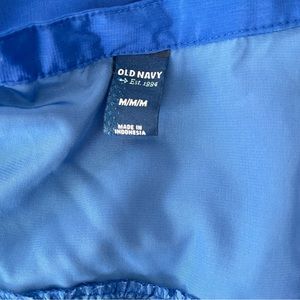 OLD NAVY
Est. 1994
M/M/M
MADE IN
INDONESIA